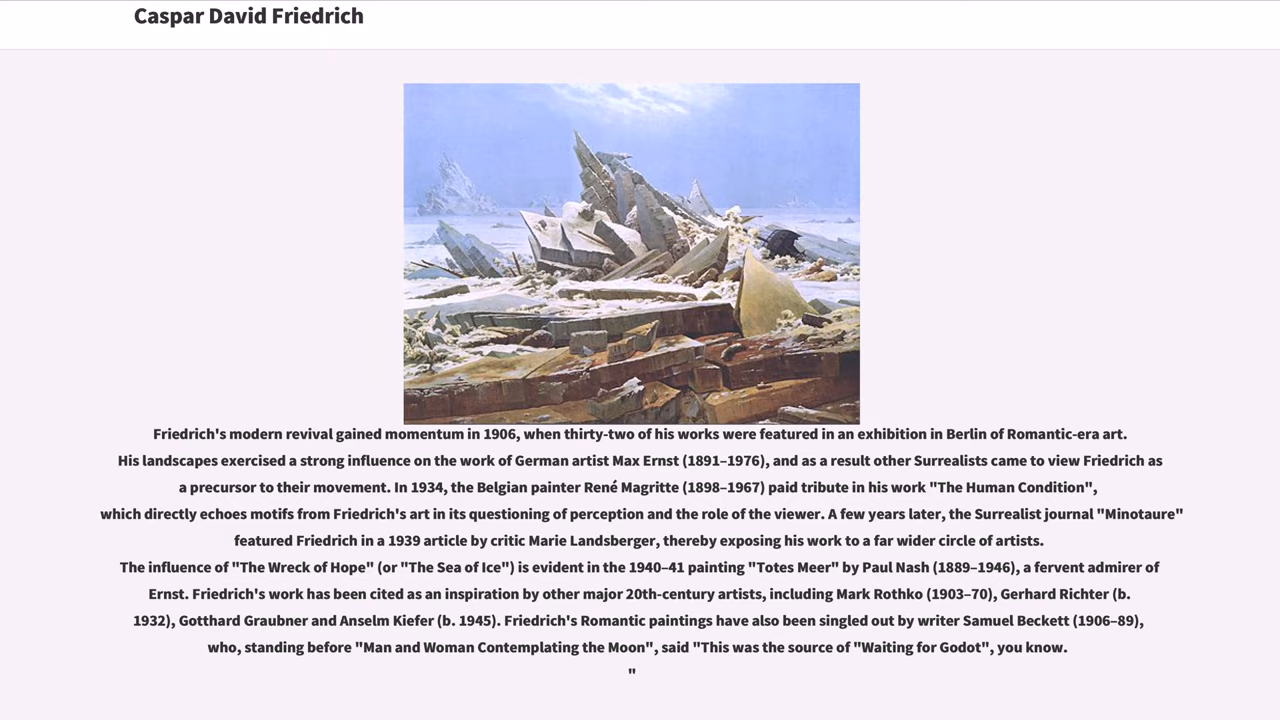 Caspar David Friedrich
Friedrich's modern revival gained momentum in 1906, when thirty-two of his works were featured in an exhibition in Berlin of Romantic-era art.
His landscapes exercised a strong influence on the work of German artist Max Ernst (1891–1976), and as a result other Surrealists came to view Friedrich as
a precursor to their movement. In 1934, the Belgian painter René Magritte (1898–1967) paid tribute in his work "The Human Condition",
which directly echoes motifs from Friedrich's art in its questioning of perception and the role of the viewer. A few years later, the Surrealist journal "Minotaure"
featured Friedrich in a 1939 article by critic Marie Landsberger, thereby exposing his work to a far wider circle of artists.
The influence of "The Wreck of Hope" (or "The Sea of Ice") is evident in the 1940–41 painting "Totes Meer" by Paul Nash (1889–1946), a fervent admirer of
Ernst. Friedrich's work has been cited as an inspiration by other major 20th-century artists, including Mark Rothko (1903–70), Gerhard Richter (b.
1932), Gotthard Graubner and Anselm Kiefer (b. 1945). Friedrich's Romantic paintings have also been singled out by writer Samuel Beckett (1906–89),
who, standing before "Man and Woman Contemplating the Moon", said "This was the source of "Waiting for Godot", you know.
"